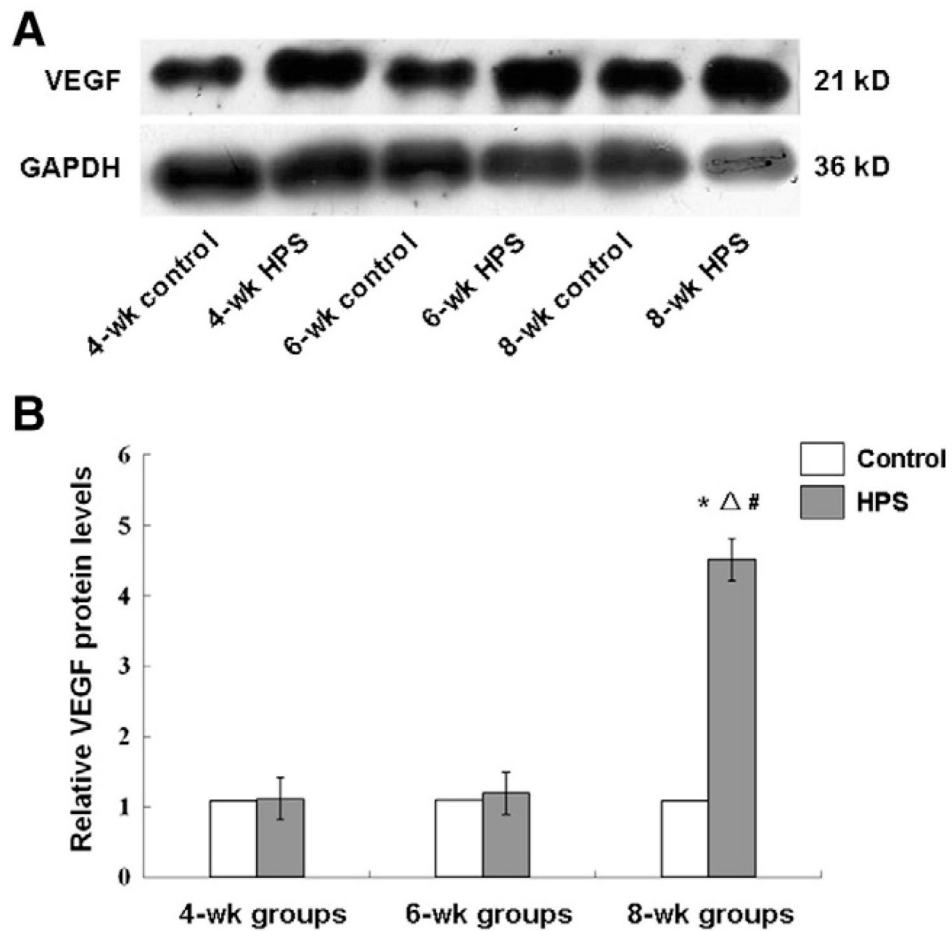 A
VEGF
21 kD
GAPDH
36 kD
4-wk control
4-wk HPS
6-wk control
6-wk HPS
8-wk control
8-wk HPS
B
Relative VEGF protein levels
6
5
4
3
2
1
0
Control
HPS
* △ #
4-wk groups
6-wk groups
8-wk groups